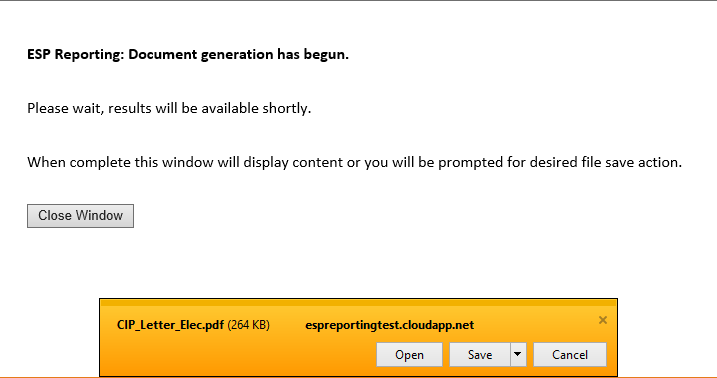 ESP Reporting: Document generation has begun.
Please wait, results will be available shortly.
When complete this window will display content or you will be prompted for desired file save action.
Close Window
CIP_Letter_Elec.pdf (264 KB) espreportingtest.cloudapp.net ×
Open Save Cancel